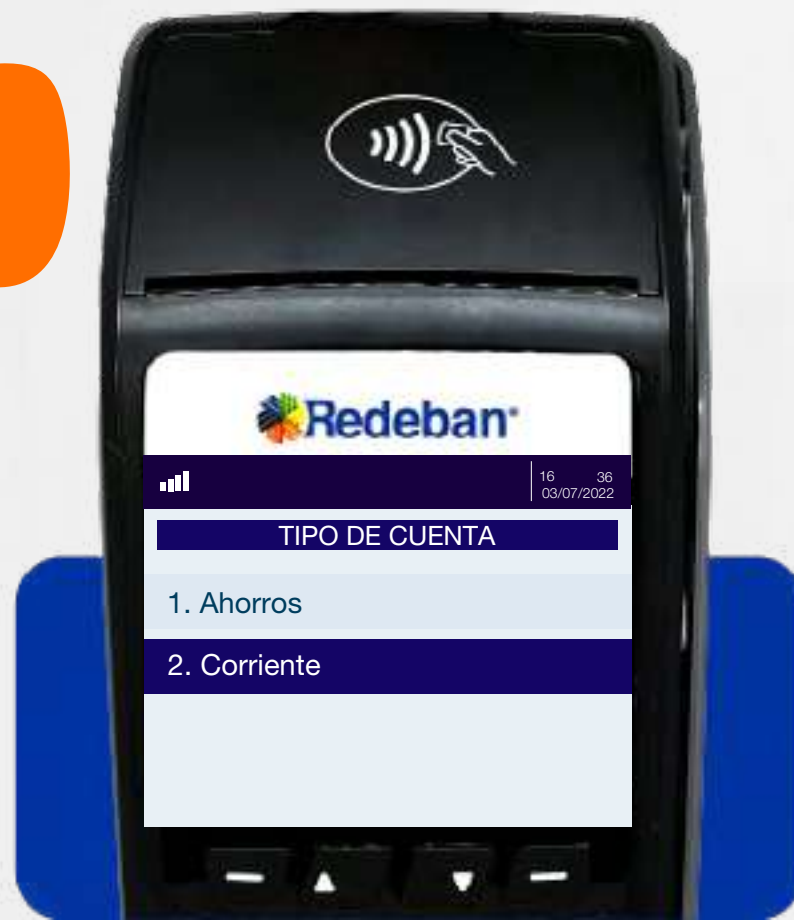 Redeban®
16 36
03/07/2022
TIPO DE CUENTA
1. Ahorros
2. Corriente